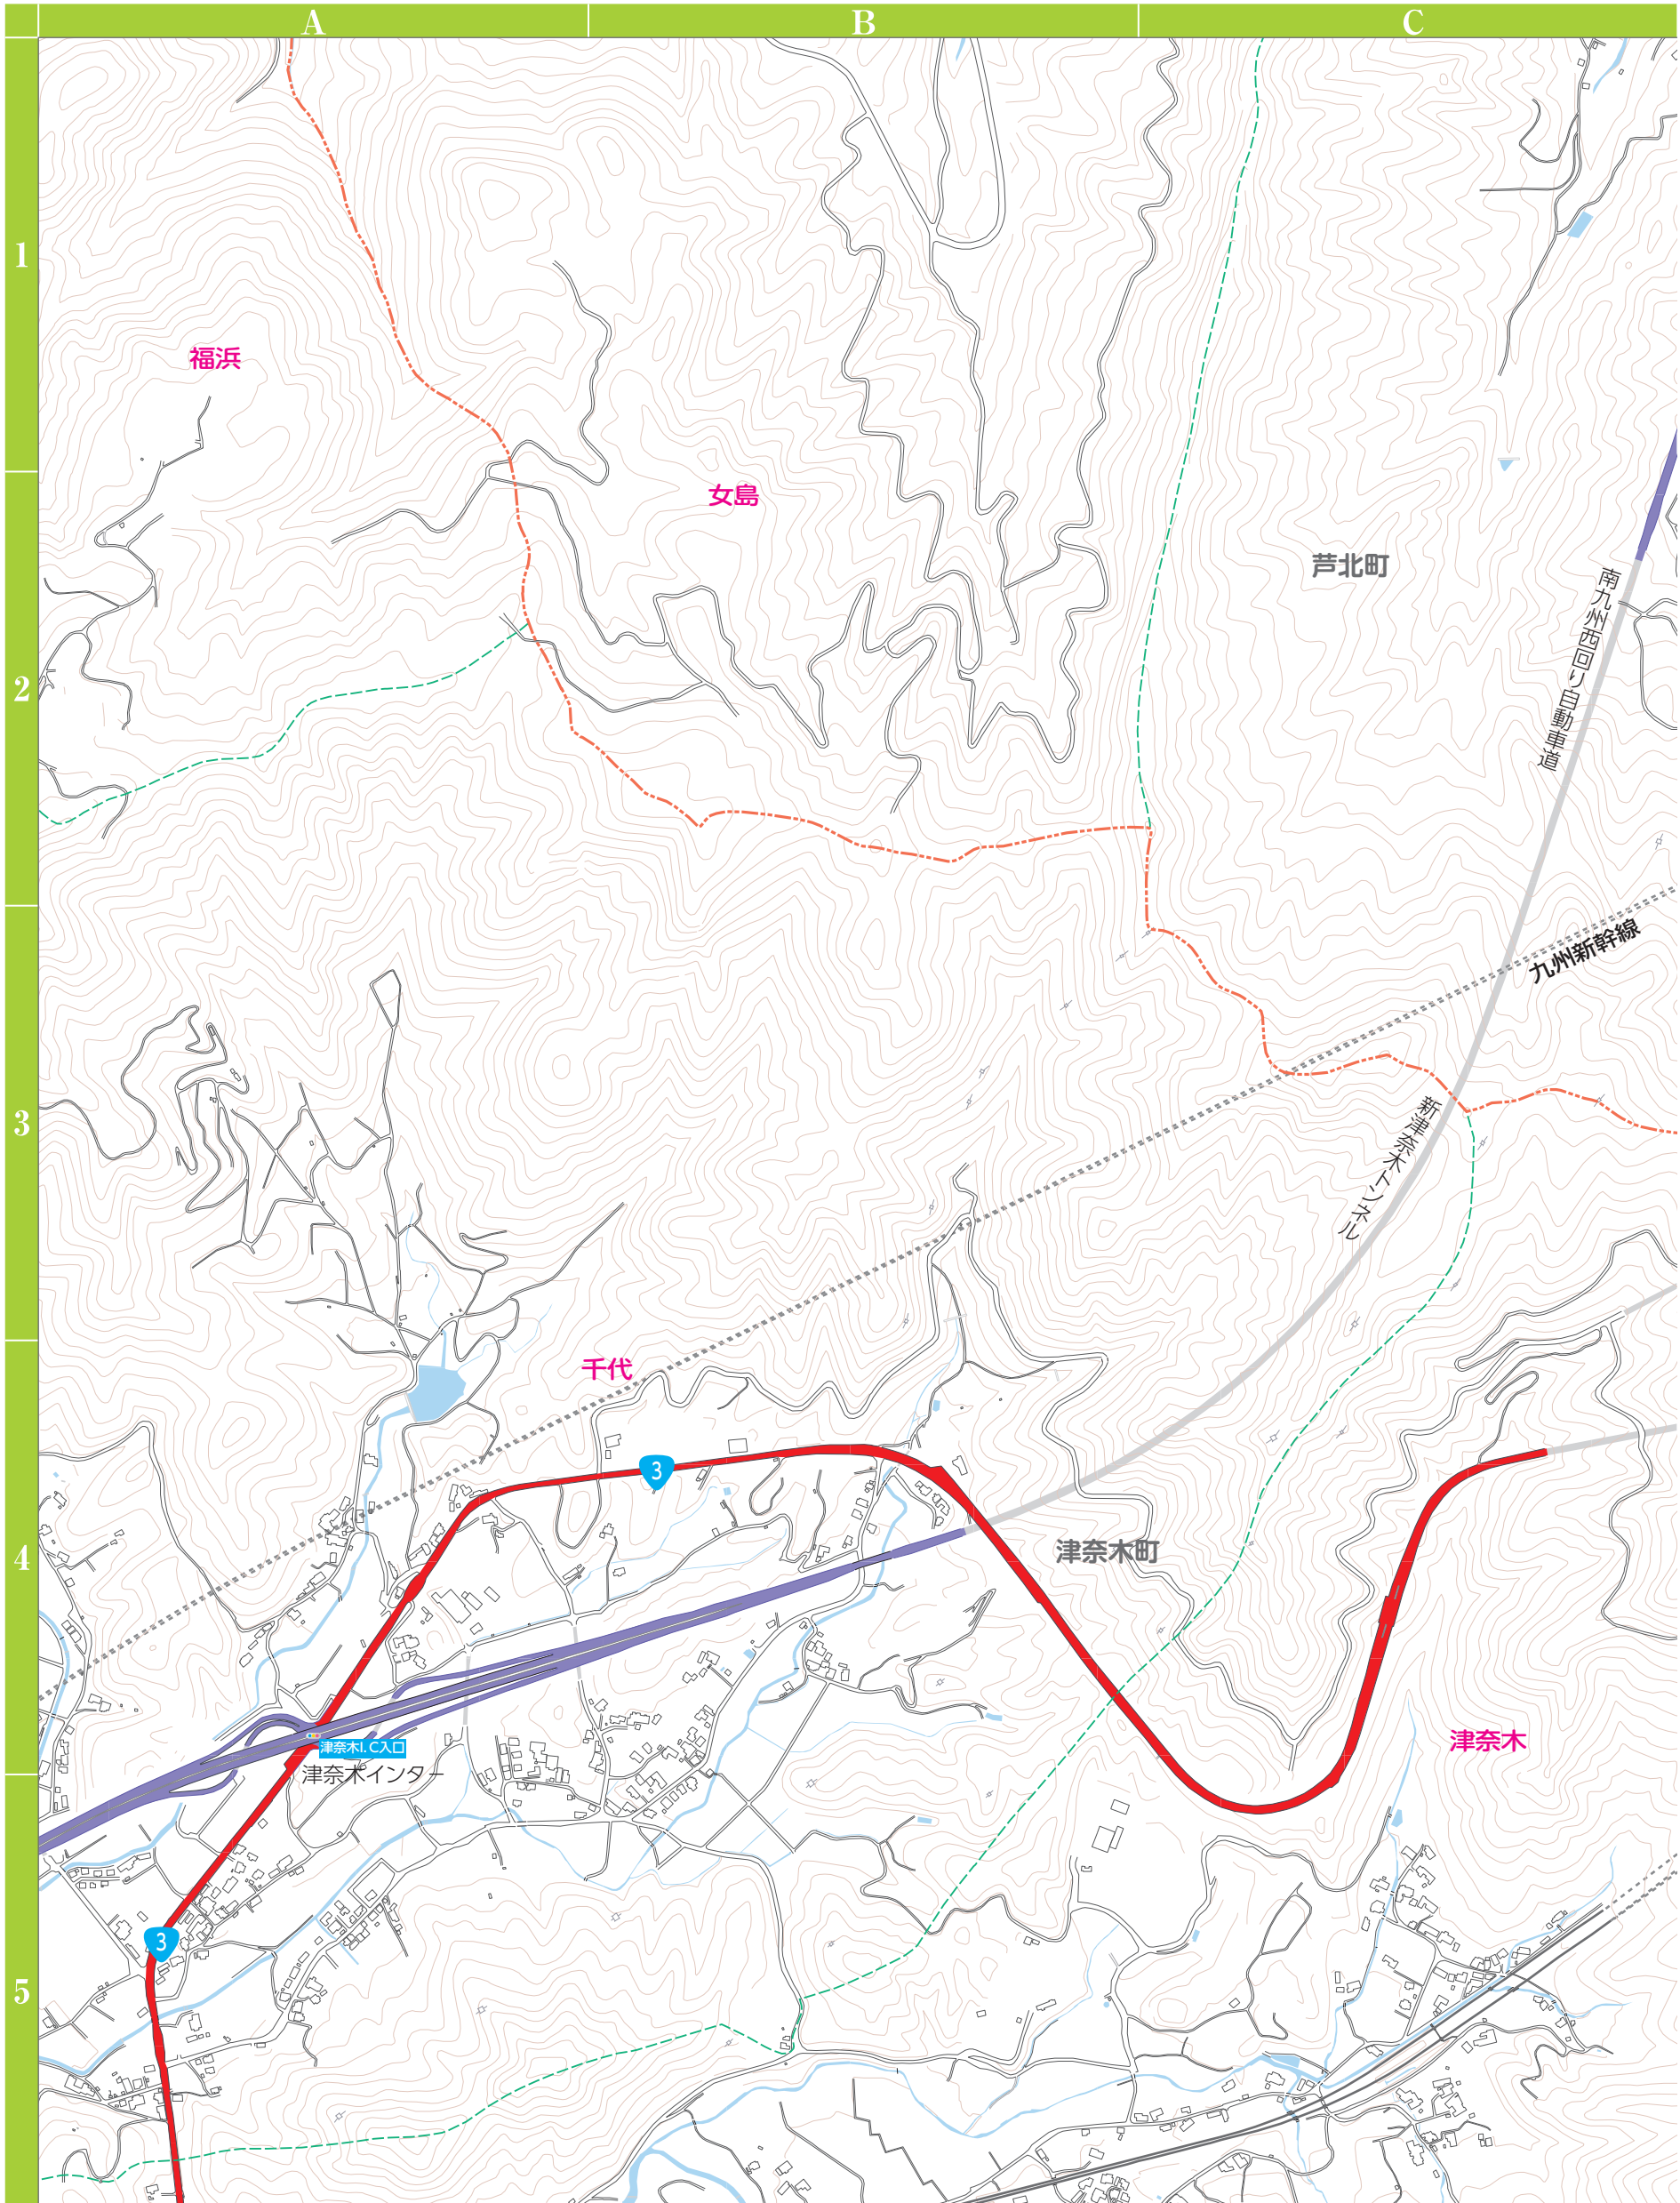 A
B
C
1
福浜
女島
2
芦北町
南九州西回り自動車道
九州新幹線
3
新津奈木トンネル
千代
3
4
津奈木町
津奈木I.C入口
津奈木インター
津奈木
3
5